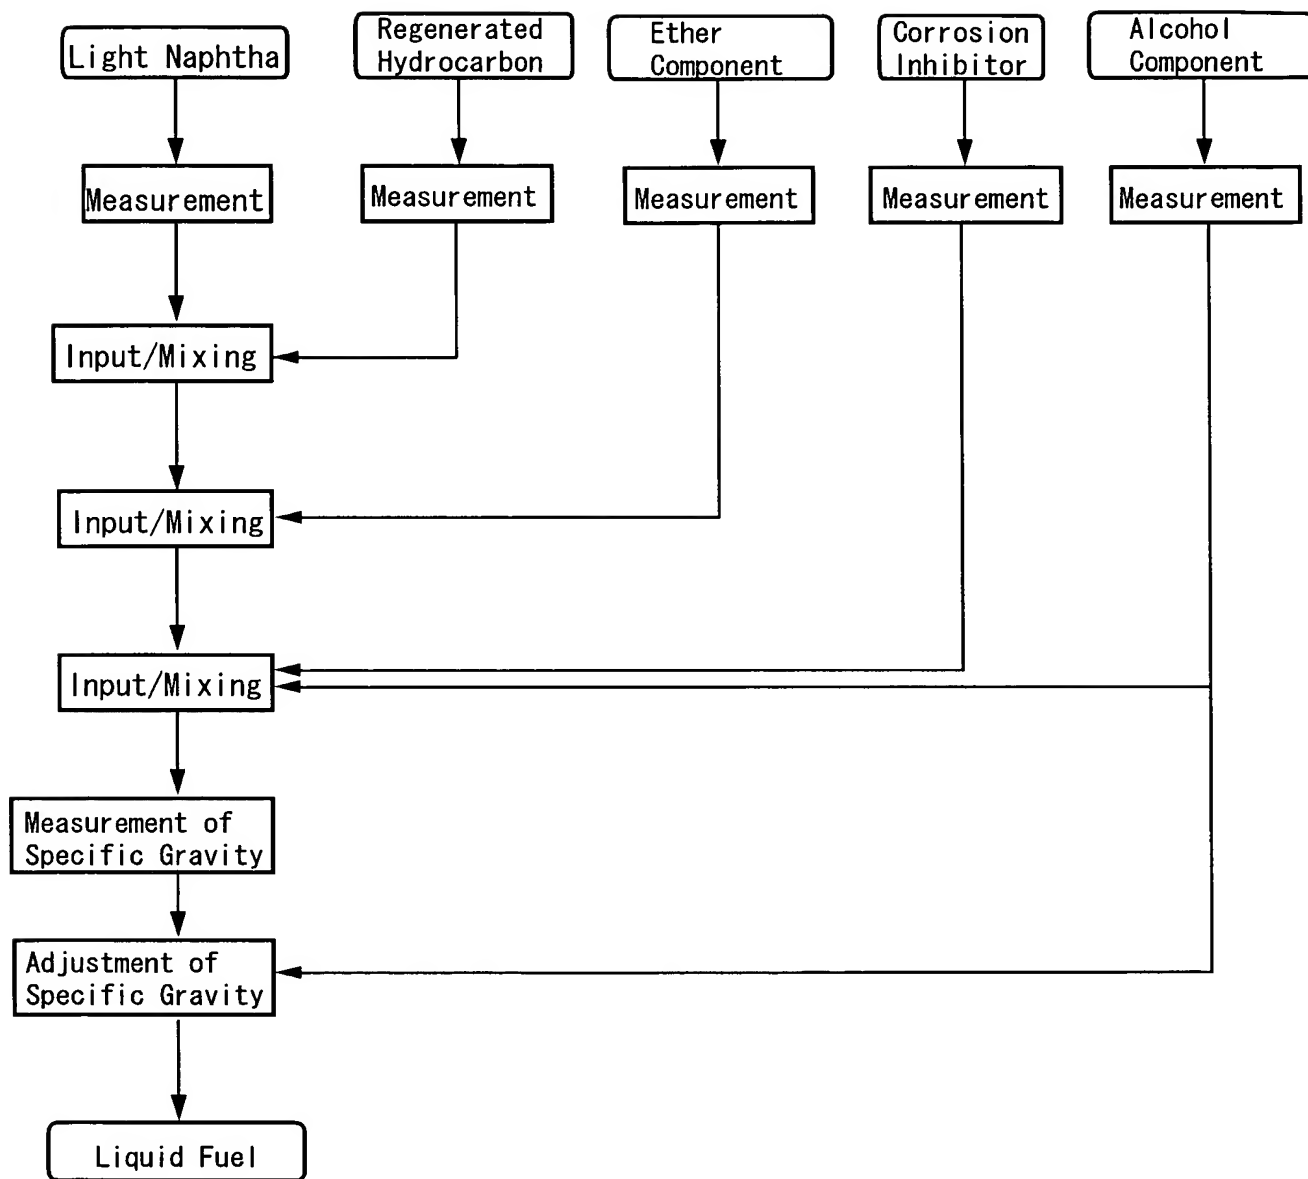 Light Naphtha
Regenerated
Hydrocarbon
Ether
Component
Corrosion
Inhibitor
Alcohol
Component
Measurement
Measurement
Measurement
Measurement
Measurement
Input/Mixing
Input/Mixing
Input/Mixing
Measurement of
Specific Gravity
Adjustment of
Specific Gravity
Liquid Fuel